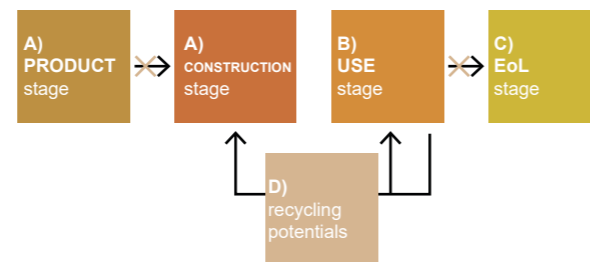 A)
PRODUCT
stage
A)
CONSTRUCTION
stage
B)
USE
stage
C)
EoL
stage
D)
recycling
potentials